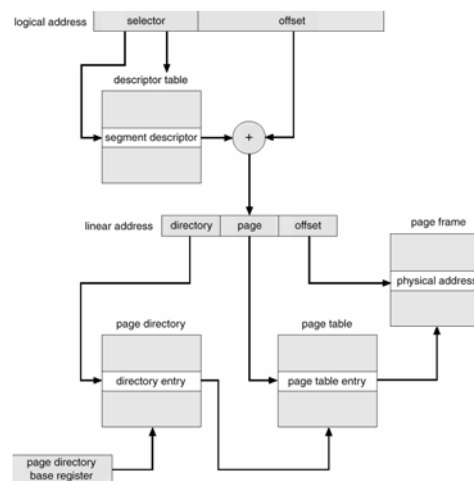 logical address selector offset
descriptor table
segment descriptor +
page frame
linear address directory page offset
physical address
page directory page table
directory entry page table entry
page directory
base register